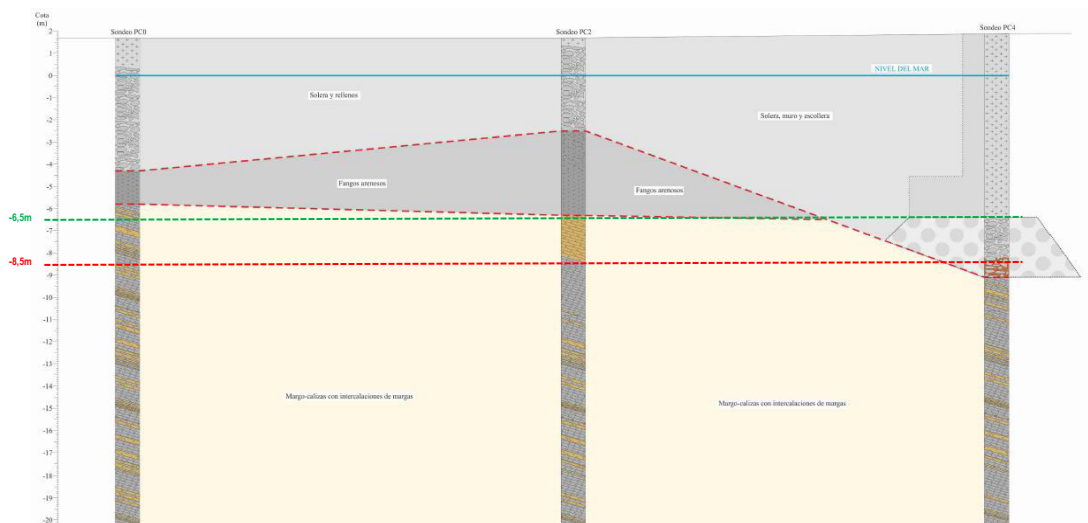 Cota
(m)
Sondeo PC0
Sondeo PC2
Sondeo PC4
2
1
0
-1
-2
-3
-4
-5
-6
-7
-8
-9
-10
-11
-12
-13
-14
-15
-16
-17
-18
-19
-20
NIVEL DEL MAR
Solera y rellenos
Solera, muro y escollera
Fangos arenosos
Fangos arenosos
-6,5m
-8,5m
Margo-calizas con intercalaciones de margas
Margo-calizas con intercalaciones de margas